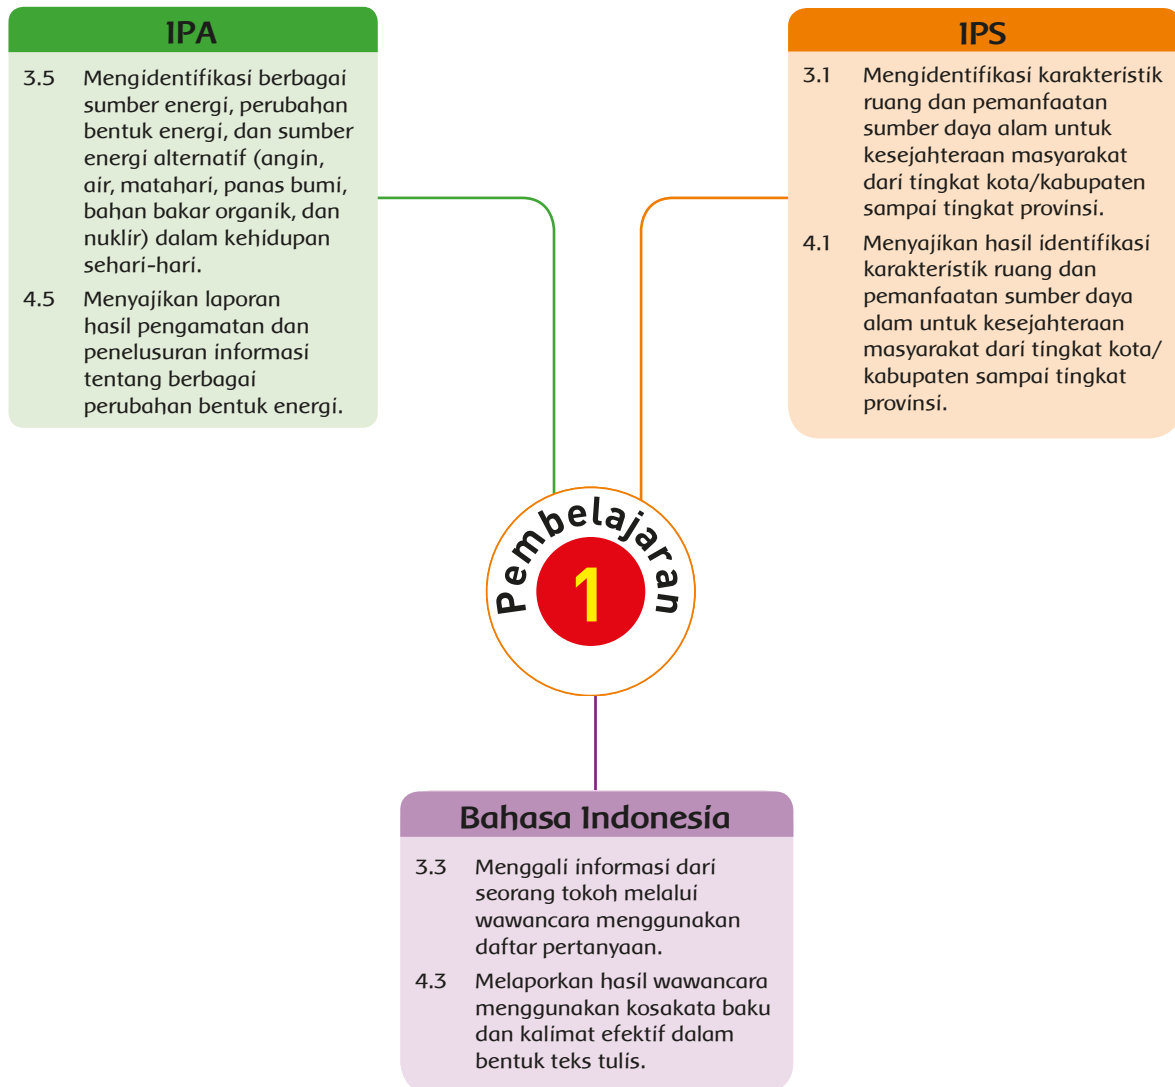 IPA
3.5 Mengidentifikasi berbagai
sumber energi, perubahan
bentuk energi, dan sumber
energi alternatif (angin,
air, matahari, panas bumi,
bahan bakar organik, dan
nuklir) dalam kehidupan
sehari-hari.
4.5 Menyajikan laporan
hasil pengamatan dan
penelusuran informasi
tentang berbagai
perubahan bentuk energi.
IPS
3.1 Mengidentifikasi karakteristik
ruang dan pemanfaatan
sumber daya alam untuk
kesejahteraan masyarakat
dari tingkat kota/kabupaten
sampai tingkat provinsi.
4.1 Menyajikan hasil identifikasi
karakteristik ruang dan
pemanfaatan sumber daya
alam untuk kesejahteraan
masyarakat dari tingkat kota/
kabupaten sampai tingkat
provinsi.
Pembelajaran
1
Bahasa Indonesia
3.3 Menggali informasi dari
seorang tokoh melalui
wawancara menggunakan
daftar pertanyaan.
4.3 Melaporkan hasil wawancara
menggunakan kosakata baku
dan kalimat efektif dalam
bentuk teks tulis.